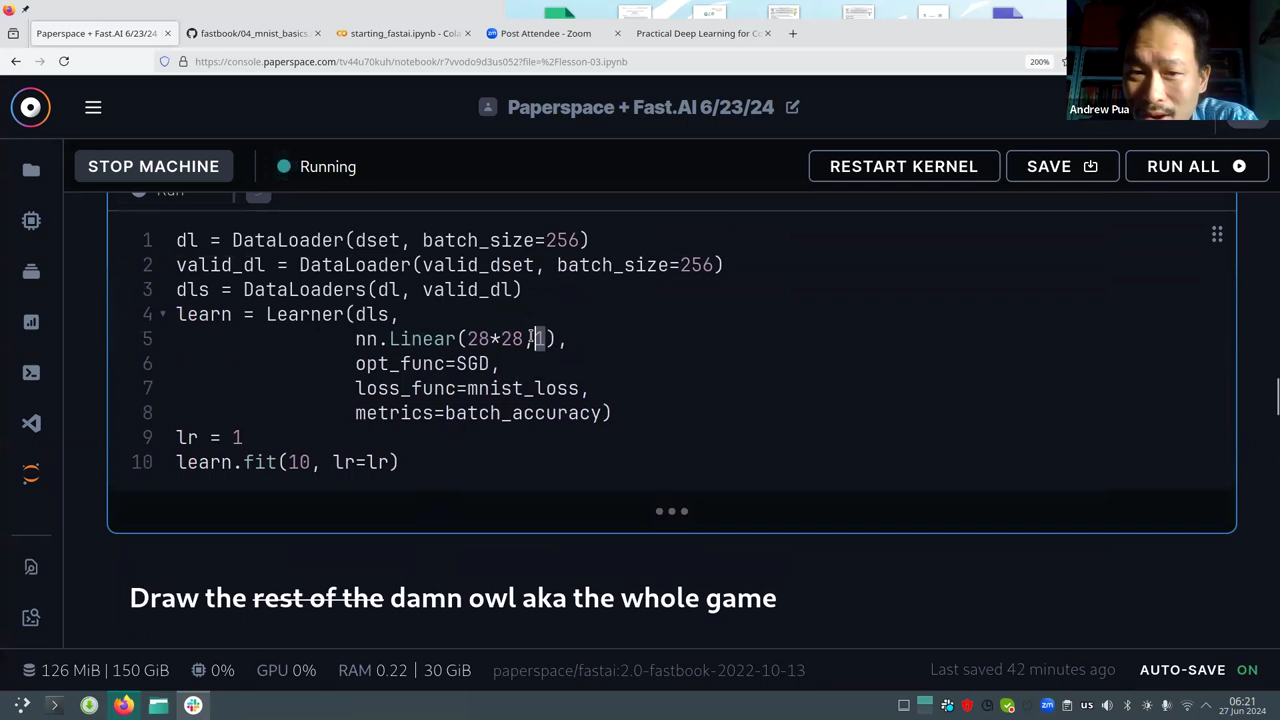 Paperspace + Fast.AI 6/23/24
fastbook/04_mnist_basics.
starting_fastai.ipynb - Cola
Post Attendee - Zoom
Practical Deep Learning for Co
https://console.paperspace.com/tv44u70kuh/notebook/r7vvodo9d3us052?file=%2Flesson-03.ipynb
200%
Andrew Pua
Paperspace + Fast.AI 6/23/24
STOP MACHINE
Running
RESTART KERNEL
SAVE
RUN ALL
Run
1 dl = DataLoader(dset, batch_size=256)
2 valid_dl = DataLoader(valid_dset, batch_size=256)
3 dls = DataLoaders(dl, valid_dl)
4 learn = Learner(dls,
5 nn.Linear(28*28,1),
6 opt_func=SGD,
7 loss_func=mnist_loss,
8 metrics=batch_accuracy)
9 lr = 1
10 learn.fit(10, lr=lr)
Draw the rest of the damn owl aka the whole game
126 MiB | 150 GiB
0%
GPU 0%
RAM 0.22 | 30 GiB
paperspace/fastai:2.0-fastbook-2022-10-13
Last saved 42 minutes ago
AUTO-SAVE ON
us
06:21
27 Jun 2024